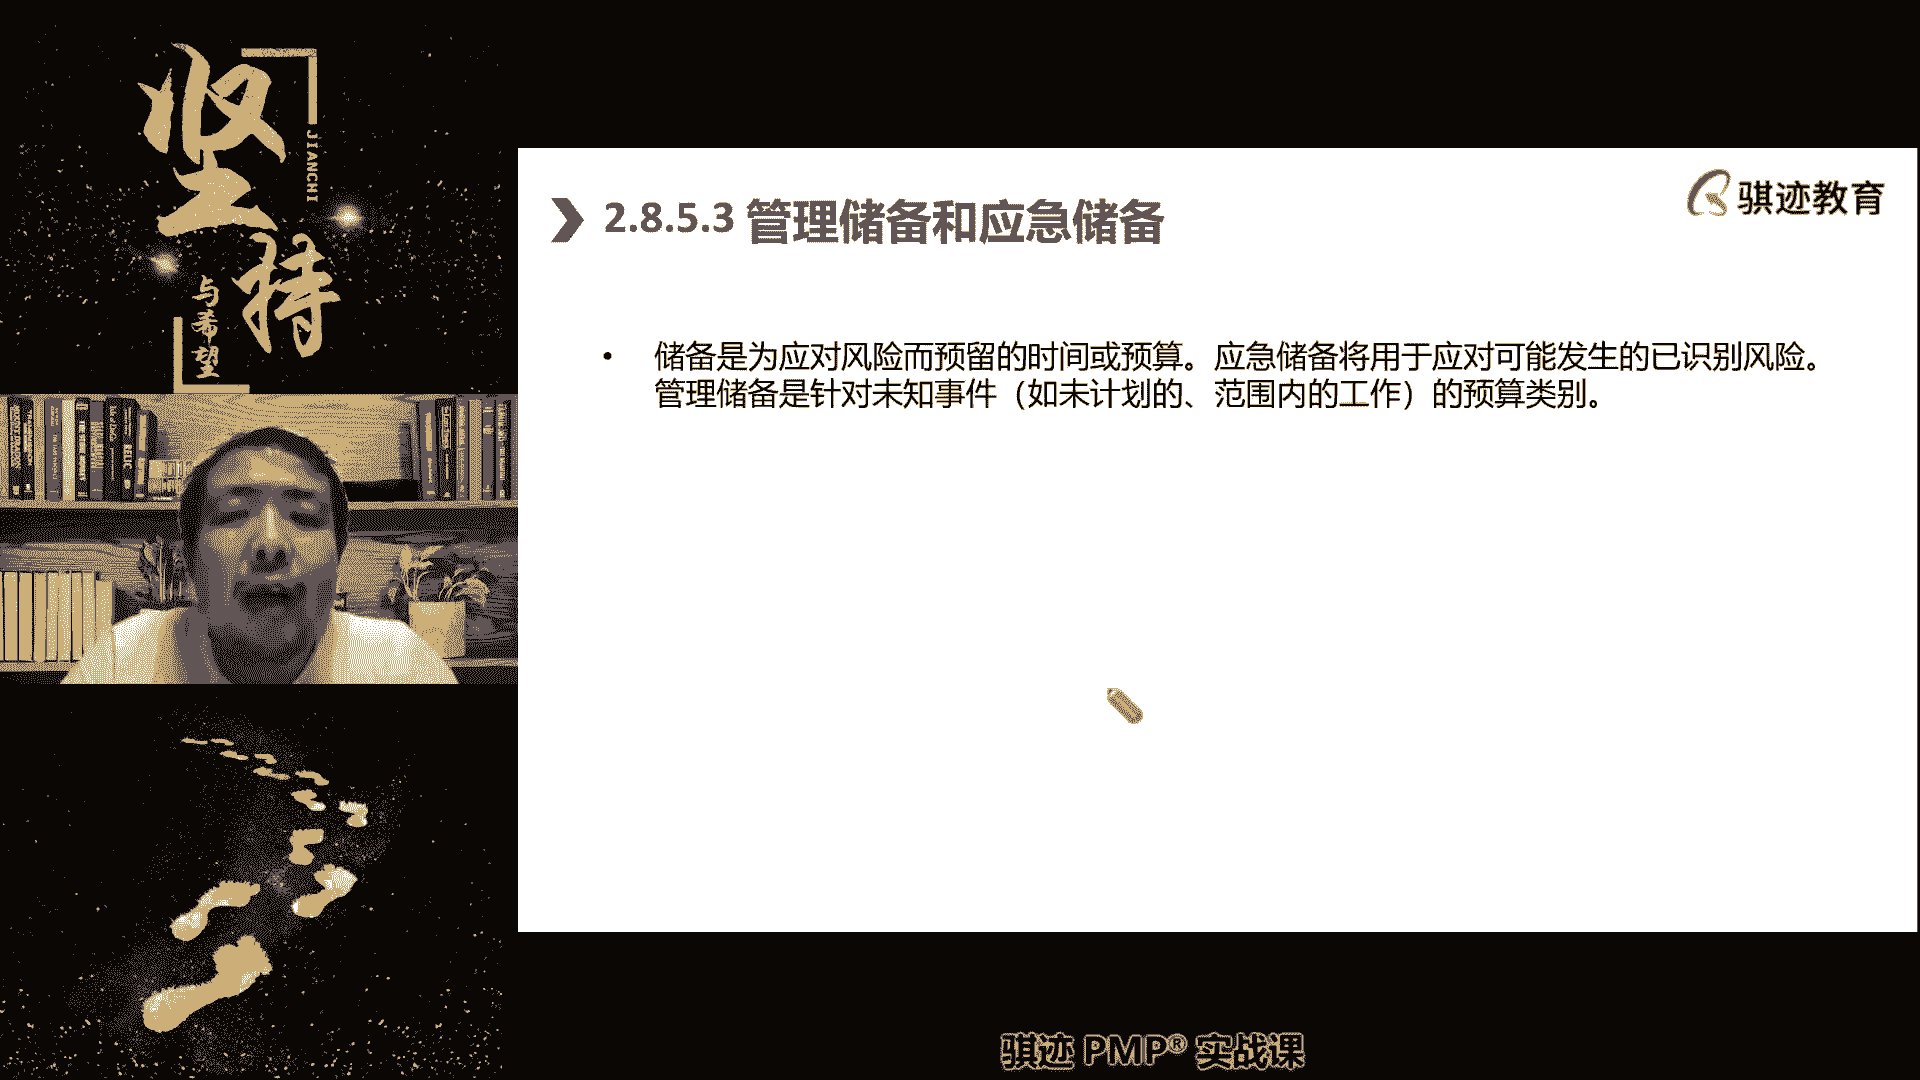 坚持
JIANCHI
与希望
骐迹教育
2.8.5.3 管理储备和应急储备
• 储备是为应对风险而预留的时间或预算。应急储备将用于应对可能发生的已识别风险。
管理储备是针对未知事件（如未计划的、范围内的工作）的预算类别。
骐迹 PMP® 实战课